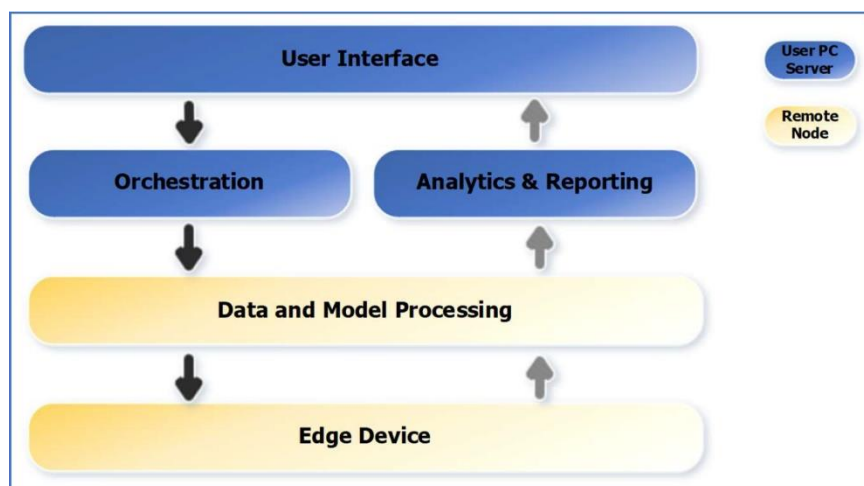 User Interface
User PC
Server
Remote
Node
Orchestration
Analytics & Reporting
Data and Model Processing
Edge Device